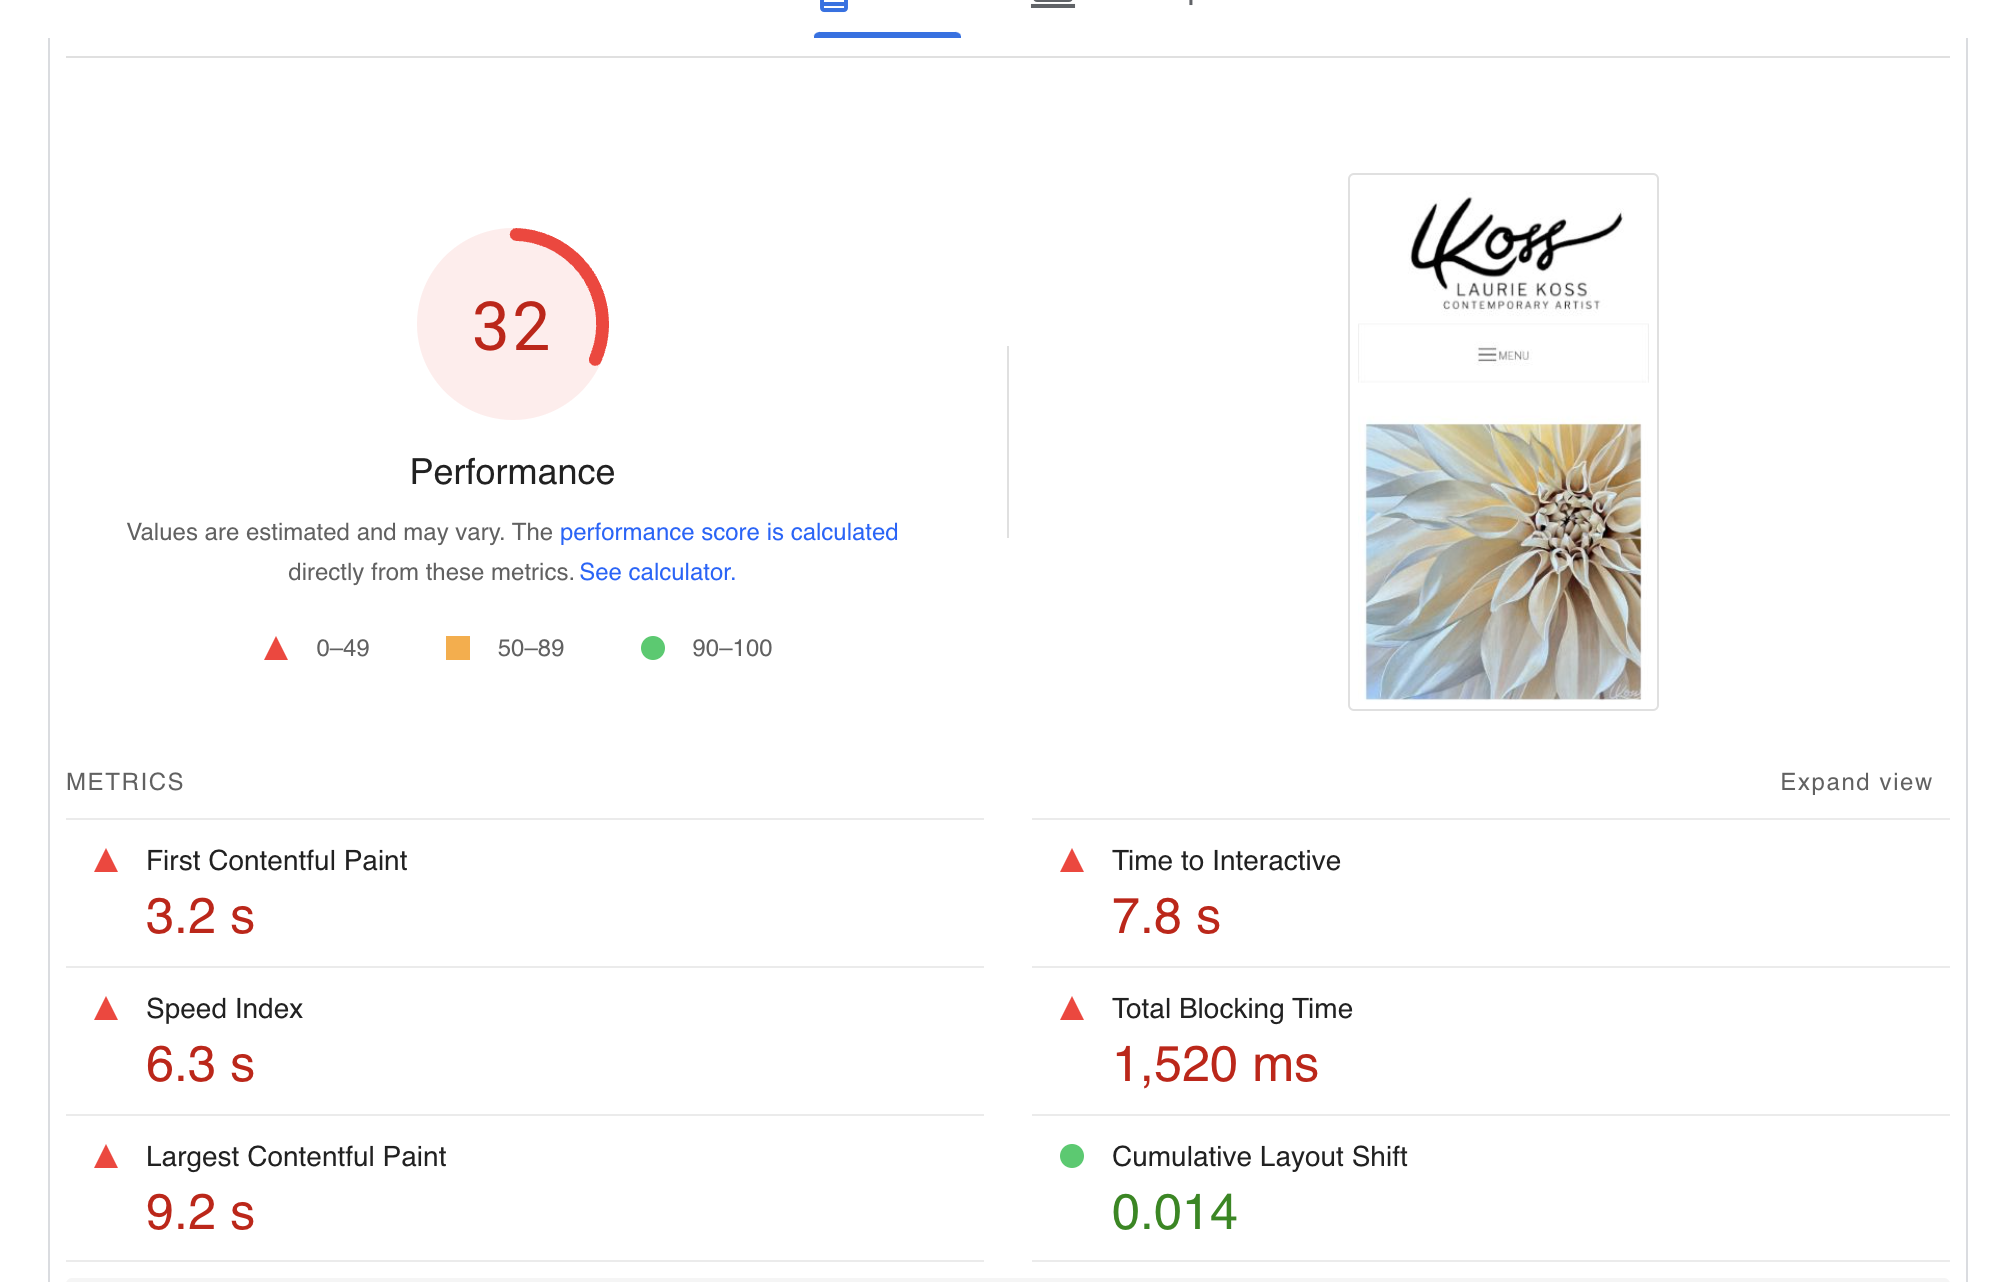 32
Performance
Values are estimated and may vary. The performance score is calculated
directly from these metrics. See calculator.
0–49
50–89
90–100
LKoss
LAURIE KOSS
CONTEMPORARY ARTIST
MENU
Koss
METRICS
Expand view
First Contentful Paint
3.2 s
Time to Interactive
7.8 s
Speed Index
6.3 s
Total Blocking Time
1,520 ms
Largest Contentful Paint
9.2 s
Cumulative Layout Shift
0.014